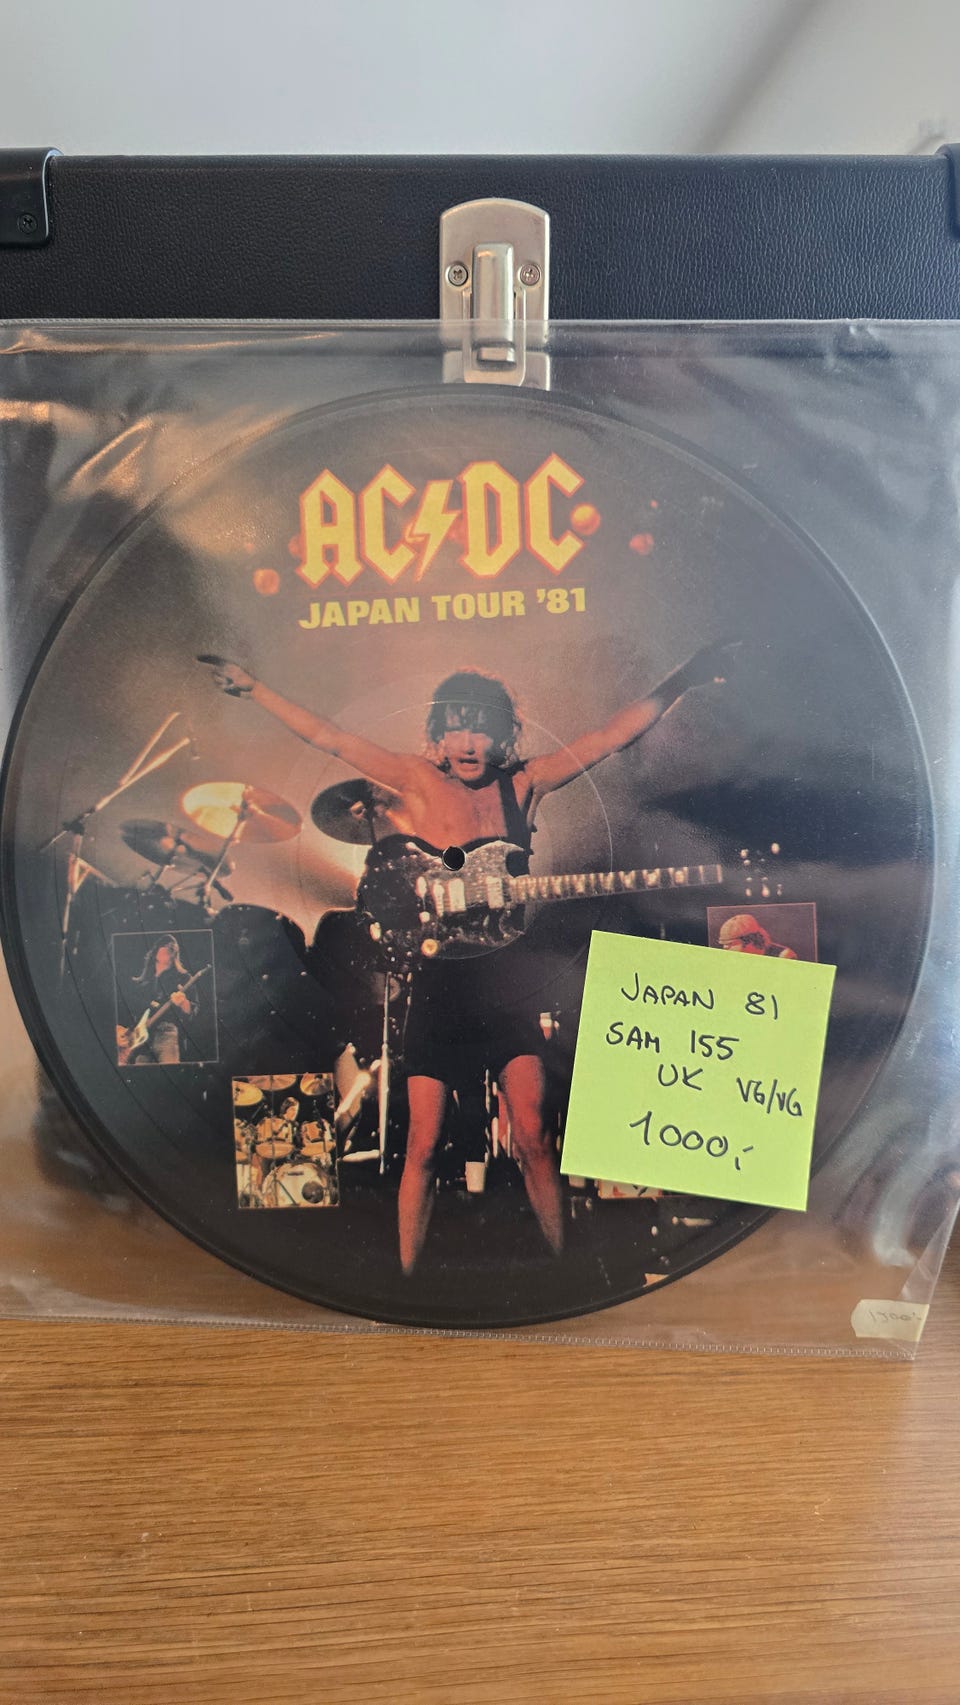 AC⚡DC
JAPAN TOUR '81
JAPAN 81
SAM 155
UK VG/VG
1000,-